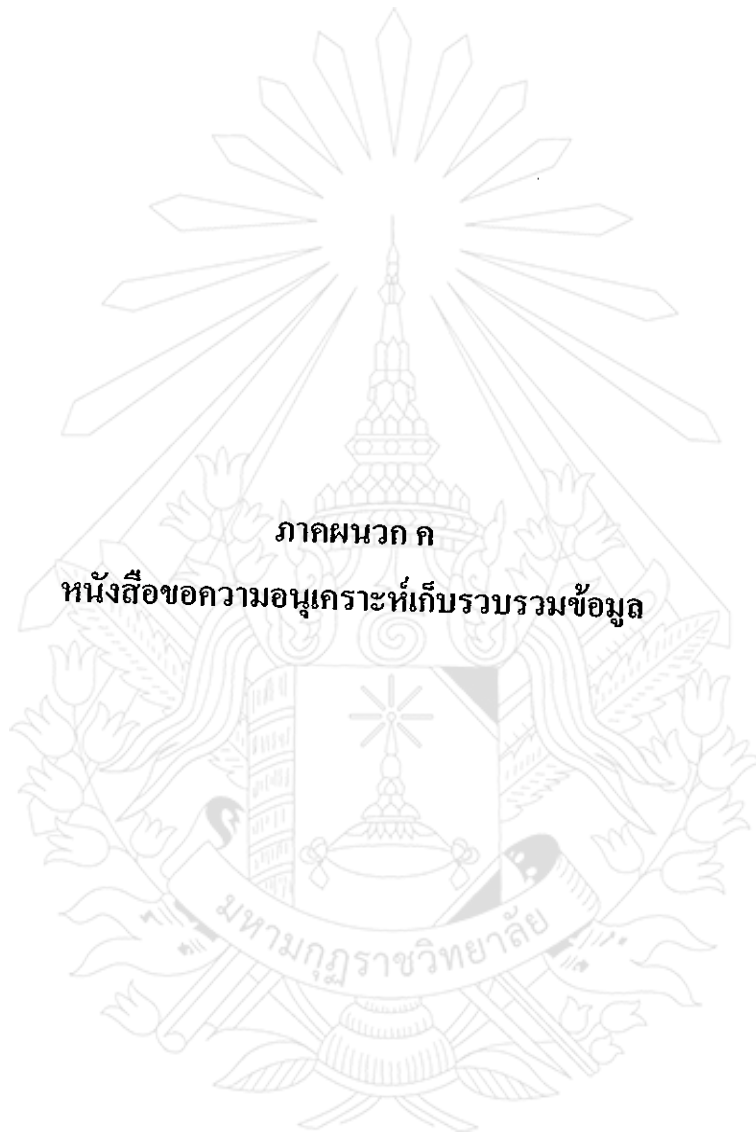 ภาคผนวก ค
หนังสือขอความอนุเคราะห์เก็บรวบรวมข้อมูล
มหามกุฏราชวิทยาลัย